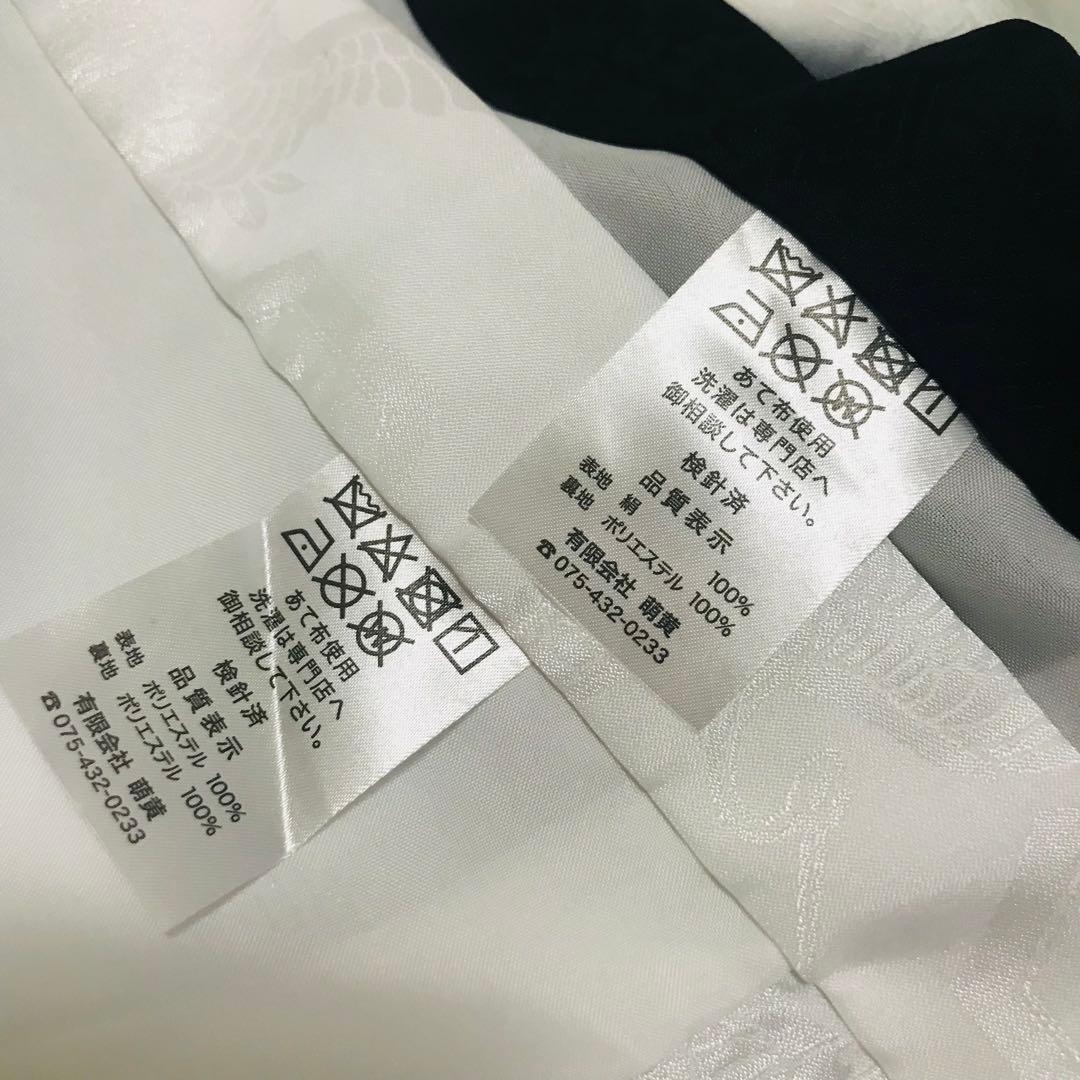 あて布使用
洗濯は専門店へ
御相談して下さい。
検針済
品質表示
表地 ポリエステル 100%
裏地 ポリエステル 100%
有限会社 萌黄
☎075-432-0233
あて布使用
洗濯は専門店へ
御相談して下さい。
検針済
品質表示
表地 絹 100%
裏地 ポリエステル 100%
有限会社 萌黄
☎075-432-0233